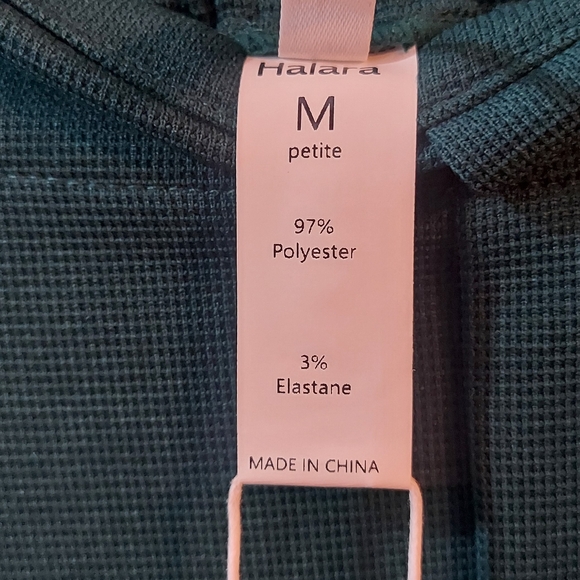 Halara
M
petite
97%
Polyester
3%
Elastane
MADE IN CHINA